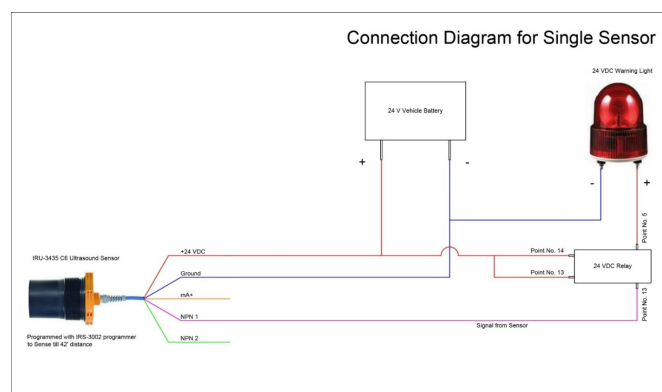 Connection Diagram for Single Sensor
24 VDC Warning Light
24 V Vehicle Battery
+
-
-
+
Point No. 5
IRU-3435 C6 Ultrasound Sensor
+24 VDC
Point No. 14
24 VDC Relay
Ground
Point No. 13
mA+
Point No. 13
NPN 1
Signal from Sensor
Programmed with IRS-3002 programmer
to Sense till 42' distance
NPN 2